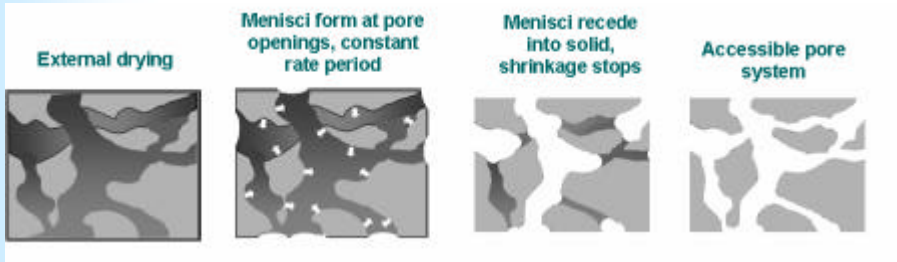 External drying
Menisci form at pore
openings, constant
rate period
Menisci recede
into solid,
shrinkage stops
Accessible pore
system